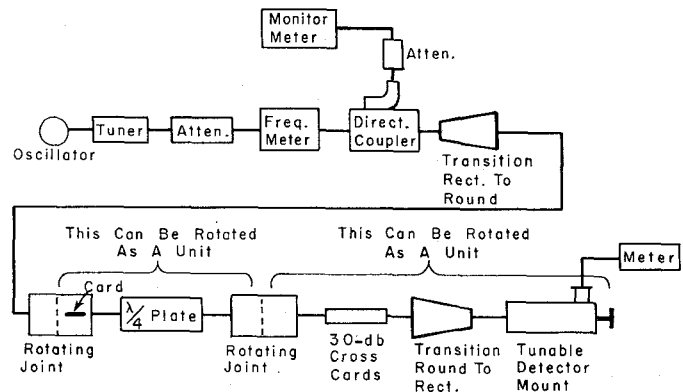 Monitor
Meter
Atten.
Oscillator
Tuner
Atten.
Freq.
Meter
Direct.
Coupler
Transition
Rect. To
Round
This Can Be Rotated
As A Unit
This Can Be Rotated
As A Unit
Meter
Card
λ/4 Plate
Rotating
Joint
Rotating
Joint
30-db
Cross
Cards
Transition
Round To
Rect.
Tunable
Detector
Mount